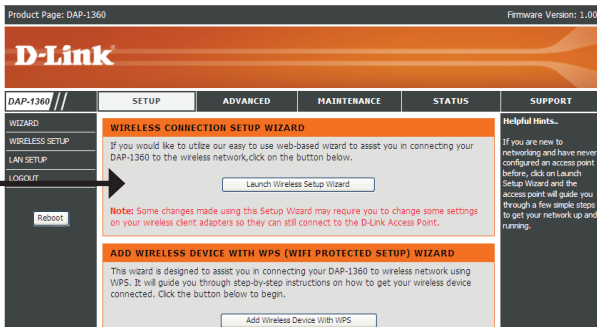 Product Page: DAP-1360
Firmware Version: 1.00
D-Link
DAP-1360
SETUP
ADVANCED
MAINTENANCE
STATUS
SUPPORT
WIZARD
WIRELESS SETUP
LAN SETUP
LOGOUT
Reboot
WIRELESS CONNECTION SETUP WIZARD
If you would like to utilize our easy to use web-based wizard to assist you in connecting your
DAP-1360 to the wireless network,click on the button below.
Launch Wireless Setup Wizard
Note: Some changes made using this Setup Wizard may require you to change some settings
on your wireless client adapters so they can still connect to the D-Link Access Point.
ADD WIRELESS DEVICE WITH WPS (WIFI PROTECTED SETUP) WIZARD
This wizard is designed to assist you in connecting your DAP-1360 to wireless network using
WPS. It will guide you through step-by-step instructions on how to get your wireless device
connected. Click the button below to begin.
Add Wireless Device With WPS
Helpful Hints..
If you are new to
networking and have never
configured an access point
before, click on Launch
Setup Wizard and the
access point will guide you
through a few simple steps
to get your network up and
running.